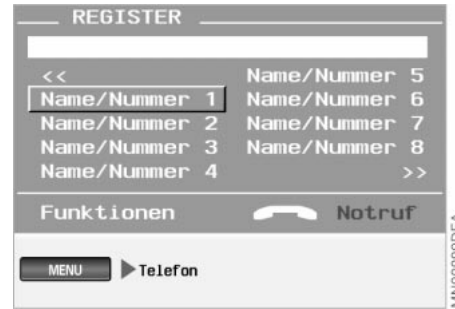 REGISTER
<<
Name/Nummer 1
Name/Nummer 2
Name/Nummer 3
Name/Nummer 4
Name/Nummer 5
Name/Nummer 6
Name/Nummer 7
Name/Nummer 8
>>
Funktionen
Notruf
MENU
Telefon